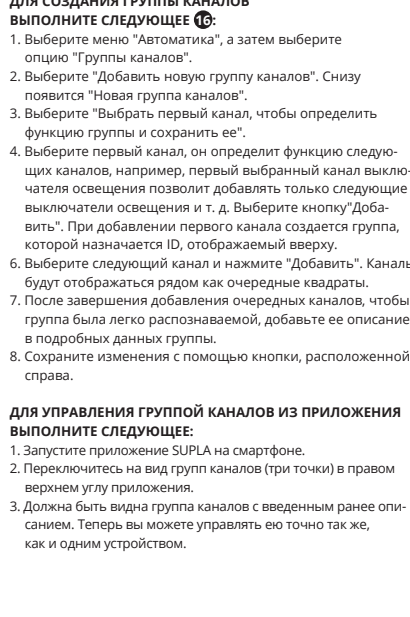 ДЛЯ СОЗДАНИЯ ГРУППЫ КАНАЛОВ
ВЫПОЛНИТЕ СЛЕДУЮЩЕЕ 16:
1. Выберите меню "Автоматика", а затем выберите
опцию "Группы каналов".
2. Выберите "Добавить новую группу каналов". Снизу
появится "Новая группа каналов".
3. Выберите "Выбрать первый канал, чтобы определить
функцию группы и сохранить ее".
4. Выберите первый канал, он определит функцию следую-
щих каналов, например, первый выбранный канал выклю-
чателя освещения позволит добавлять только следующие
выключатели освещения и т. д. Выберите кнопку"Доба-
вить". При добавлении первого канала создается группа,
которой назначается ID, отображаемый вверху.
6. Выберите следующий канал и нажмите "Добавить". Каналы
будут отображаться рядом как очередные квадраты.
7. После завершения добавления очередных каналов, чтобы
группа была легко распознаваемой, добавьте ее описание
в подробных данных группы.
8. Сохраните изменения с помощью кнопки, расположенной
справа.
ДЛЯ УПРАВЛЕНИЯ ГРУППОЙ КАНАЛОВ ИЗ ПРИЛОЖЕНИЯ
ВЫПОЛНИТЕ СЛЕДУЮЩЕЕ:
1. Запустите приложение SUPLA на смартфоне.
2. Переключитесь на вид групп каналов (три точки) в правом
верхнем углу приложения.
3. Должна быть видна группа каналов с введенным ранее опи-
санием. Теперь вы можете управлять ею точно так же,
как и одним устройством.